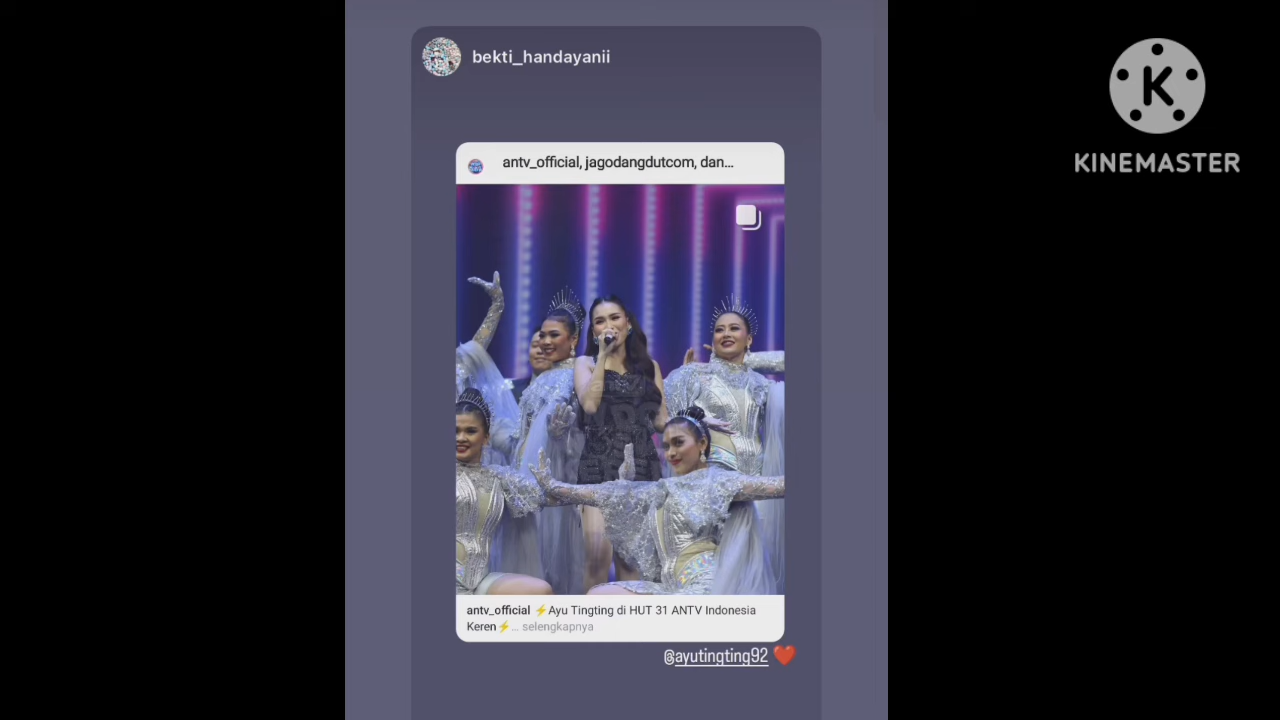 bekti_handayanii
K
KINEMASTER
antv_official, jagodangdutcom, dan...
antv_official ⚡Ayu Tingting di HUT 31 ANTV Indonesia
Keren⚡... selengkapnya
@ayutingting92 ❤️